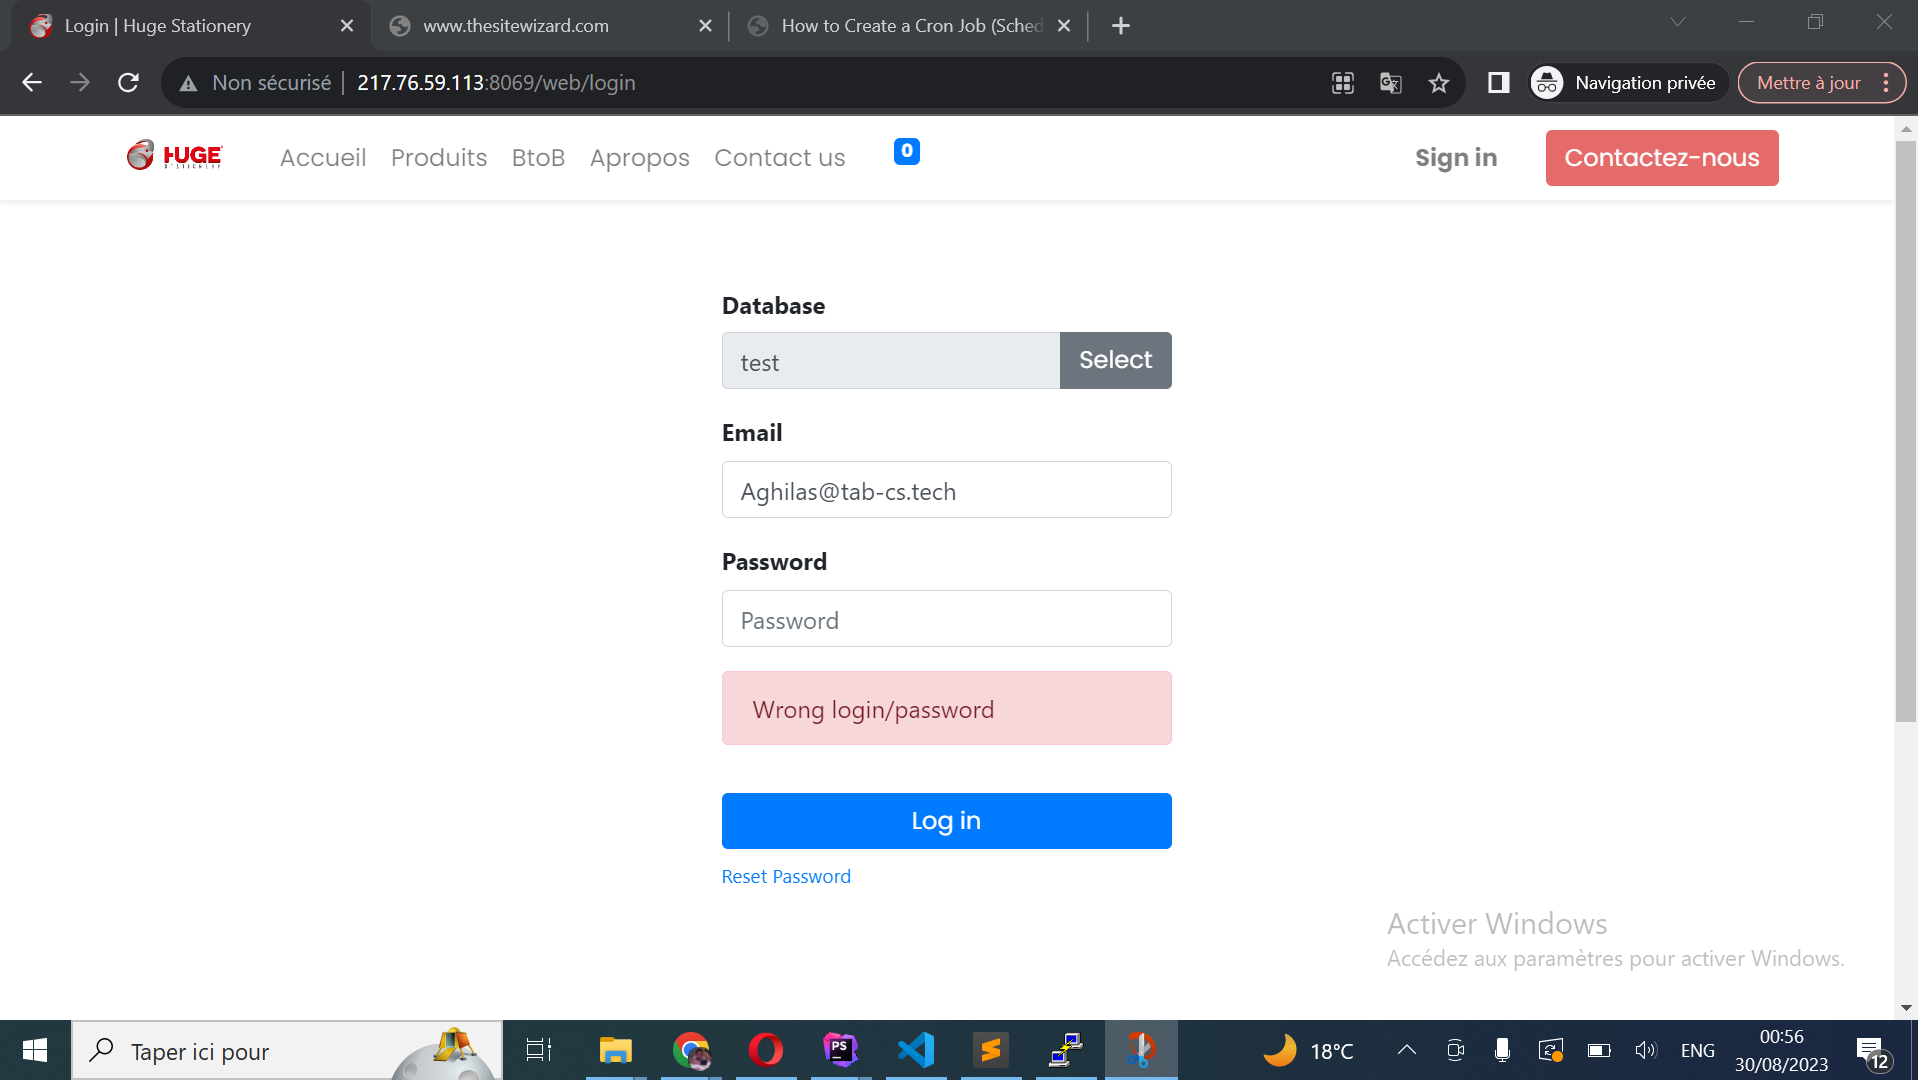 Login | Huge Stationery
www.thesitewizard.com
How to Create a Cron Job (Sched
Non sécurisé
217.76.59.113:8069/web/login
Navigation privée
Mettre à jour
HUGE
STATIONERY
Accueil
Produits
BtoB
Apropos
Contact us
0
Sign in
Contactez-nous
Database
test
Select
Email
Aghilas@tab-cs.tech
Password
Password
Wrong login/password
Log in
Reset Password
Activer Windows
Accédez aux paramètres pour activer Windows.
Taper ici pour
PS
18°C
ENG
00:56
30/08/2023
12